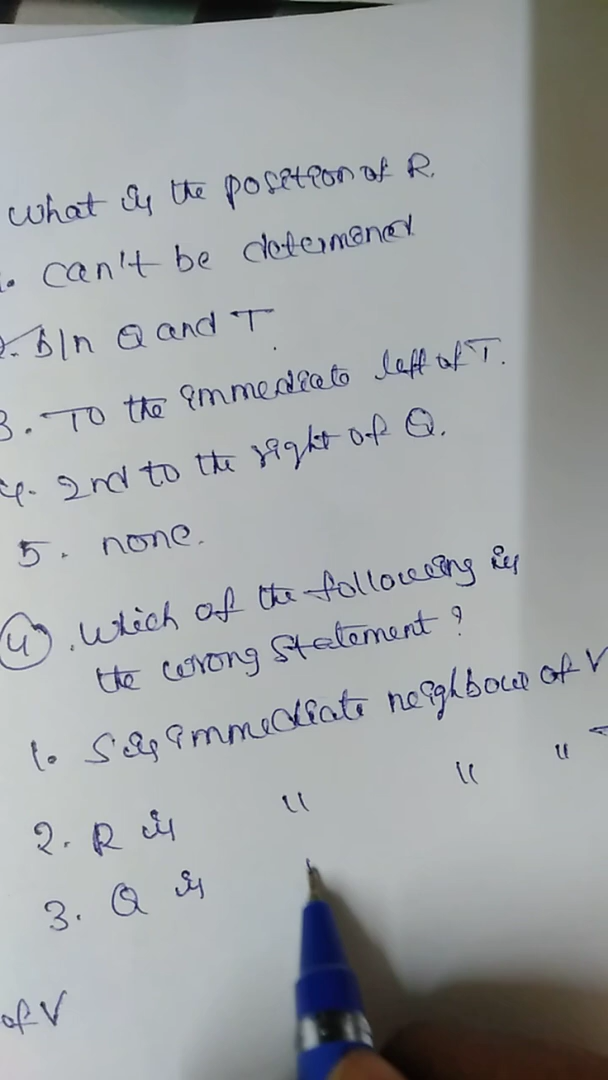 What is the position of R.
1. can't be determined
2. b/n Q and T
3. To the immediate left of T.
4. 2nd to the right of Q.
5. none.
(4). Which of the following is
the wrong statement?
1. S is immediate neighbour of V
2. R is " " "
3. Q is
of V